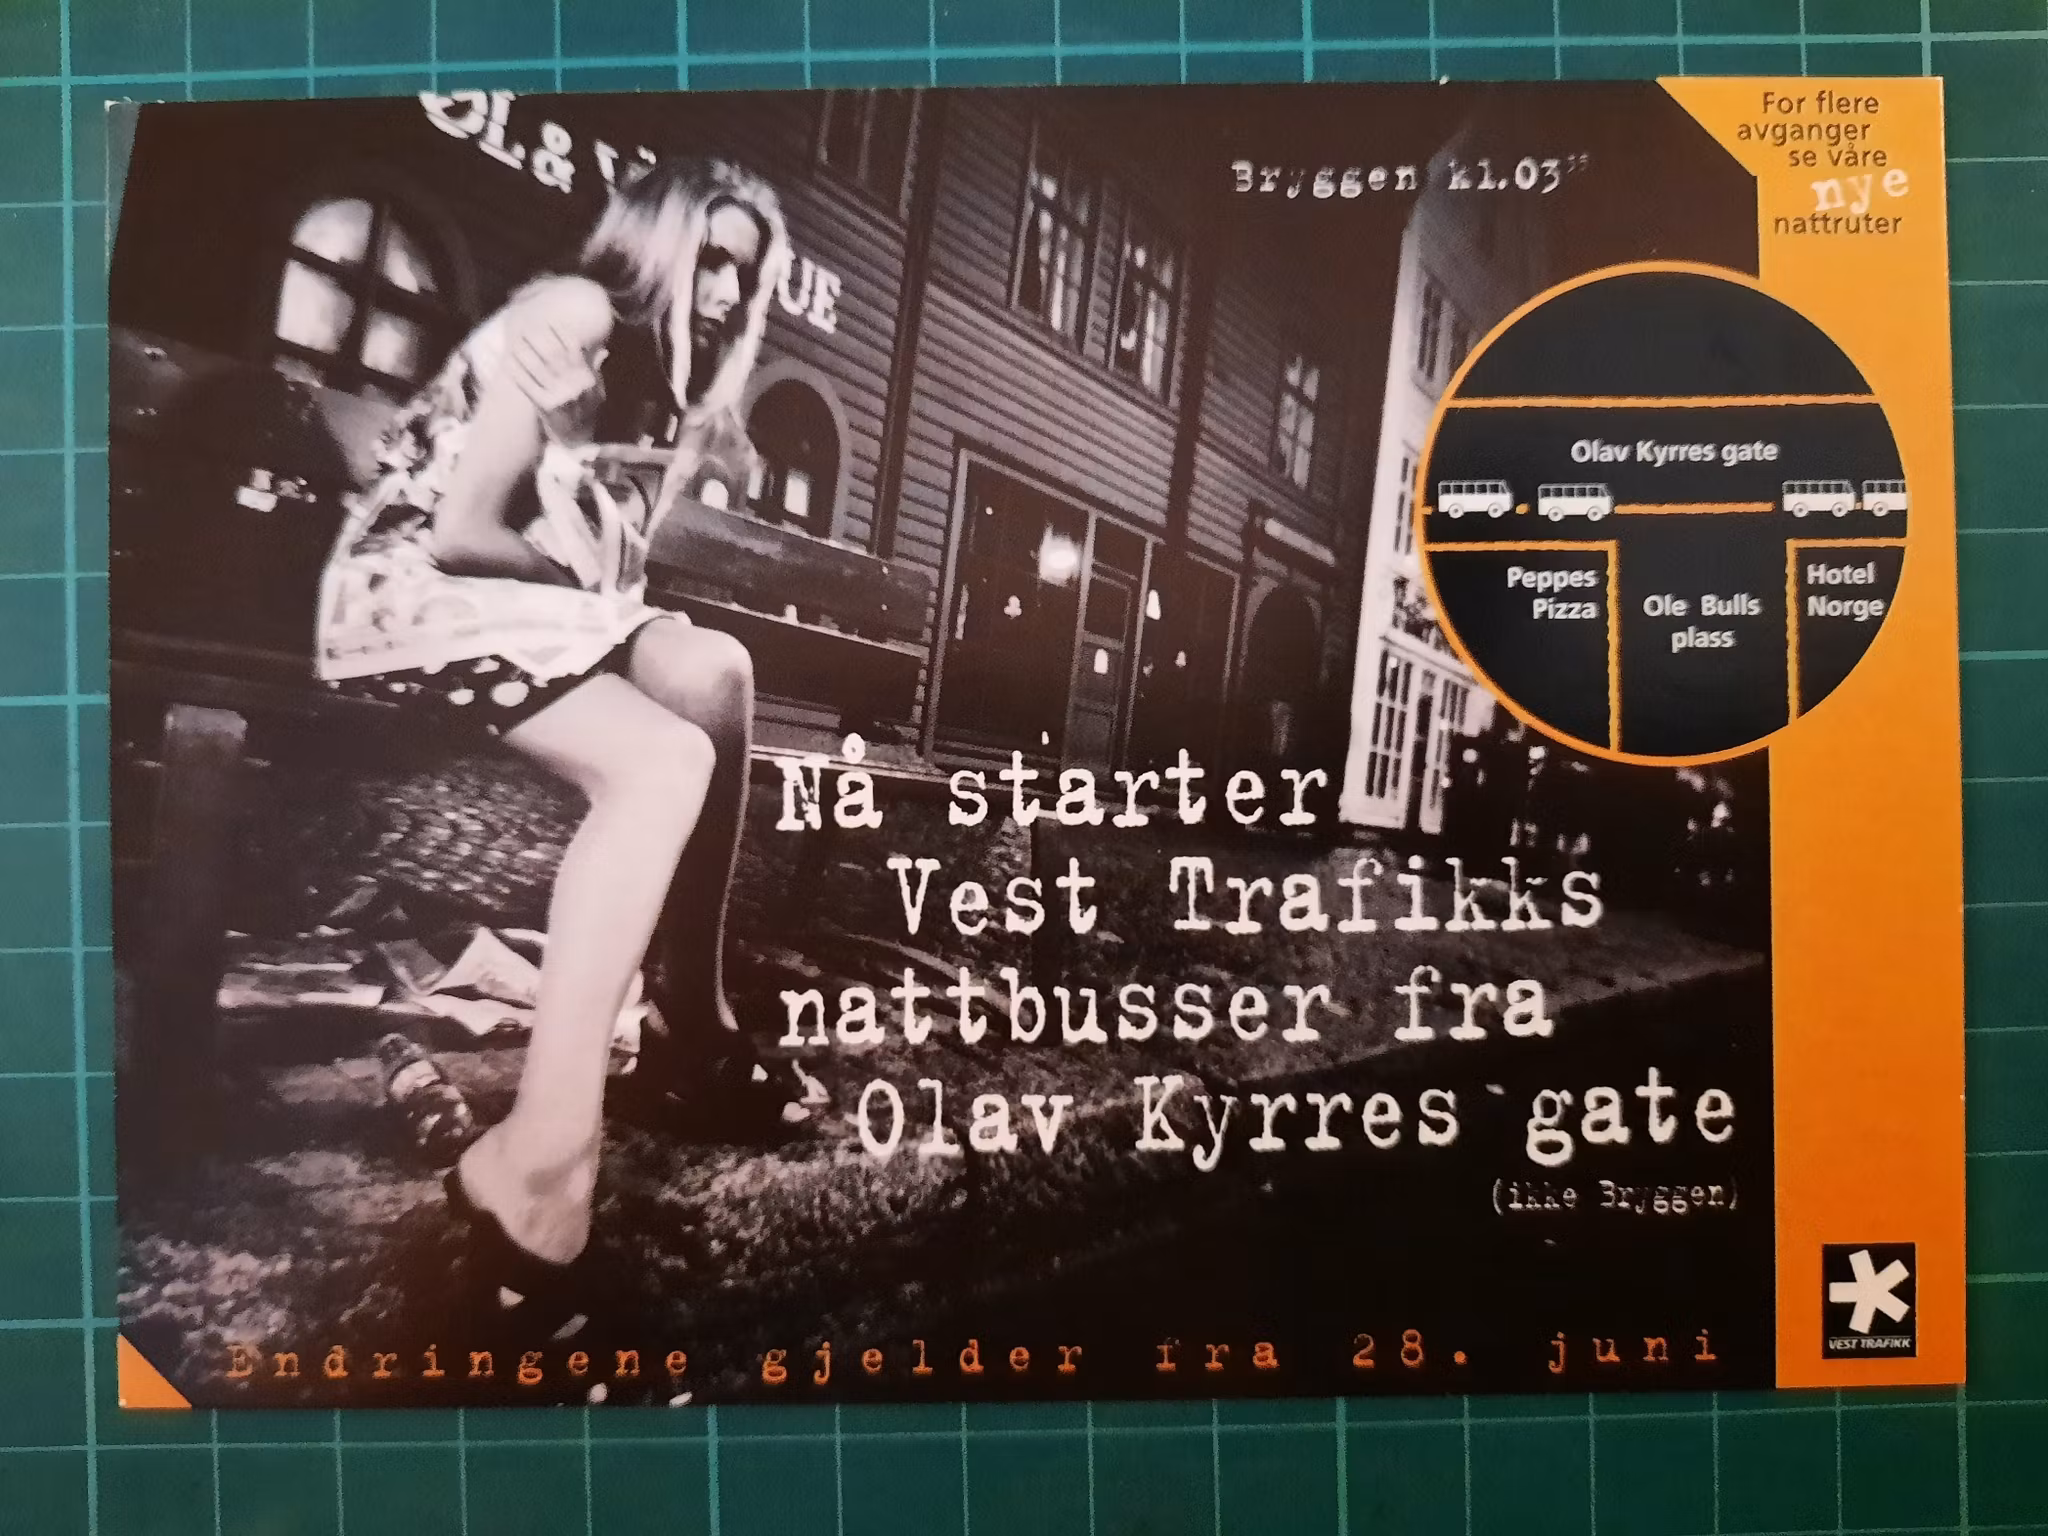 ØL &
UE
Bryggen kl.03
For flere
avganger
se våre
nye
nattruter
Olav Kyrres gate
Peppes
Pizza
Ole Bulls
plass
Hotel
Norge
Nå starter
Vest Trafikks
nattbusser fra
Olav Kyrres gate
(ikke Bryggen)
Endringene gjelder fra 28. juni
VEST TRAFIKK